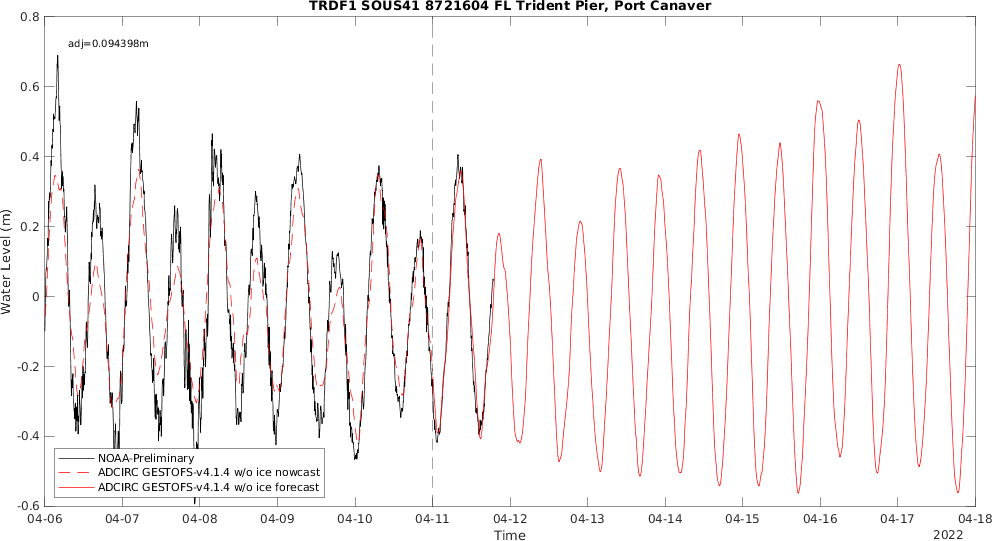 TRDF1 SOUS41 8721604 FL Trident Pier, Port Canaver
adj=0.094398m
Water Level (m)
0.8
0.6
0.4
0.2
0
-0.2
-0.4
-0.6
NOAA-Preliminary
ADCIRC GESTOFS-v4.1.4 w/o ice nowcast
ADCIRC GESTOFS-v4.1.4 w/o ice forecast
04-06 04-07 04-08 04-09 04-10 04-11 04-12 04-13 04-14 04-15 04-16 04-17 04-18
Time
2022